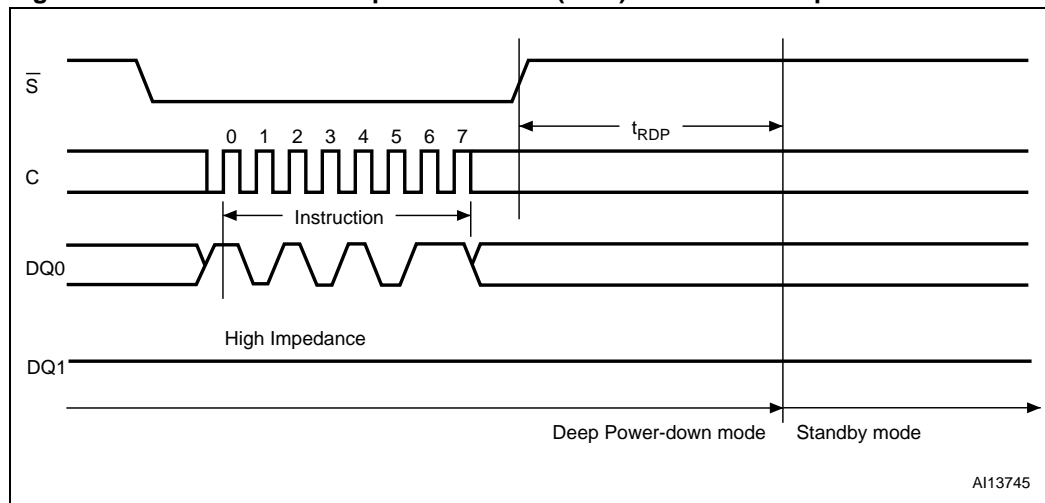 S̅
tRDP
0 1 2 3 4 5 6 7
C
Instruction
DQ0
High Impedance
DQ1
Deep Power-down mode Standby mode
AI13745